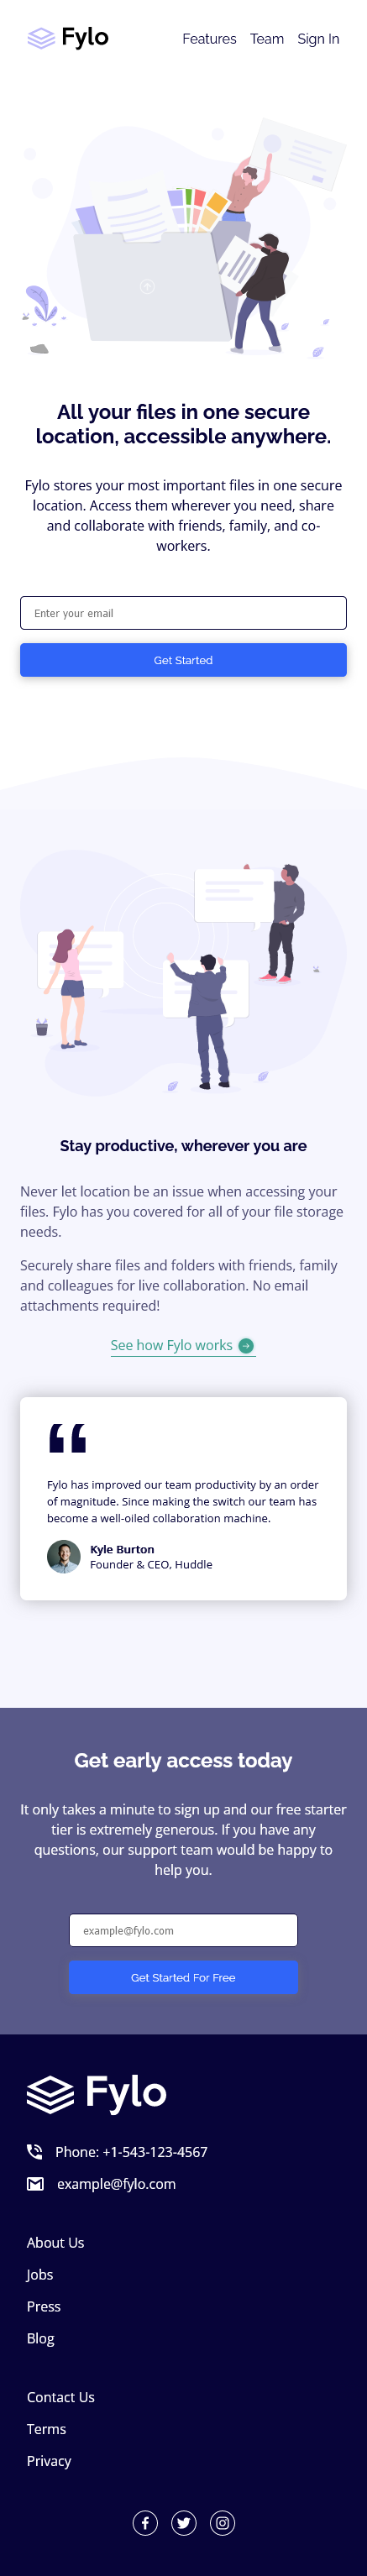 Fylo
Features Team Sign In
All your files in one secure
location, accessible anywhere.
Fylo stores your most important files in one secure
location. Access them wherever you need, share
and collaborate with friends, family, and co-
workers.
Enter your email
Get Started
Stay productive, wherever you are
Never let location be an issue when accessing your
files. Fylo has you covered for all of your file storage
needs.
Securely share files and folders with friends, family
and colleagues for live collaboration. No email
attachments required!
See how Fylo works
“
Fylo has improved our team productivity by an order
of magnitude. Since making the switch our team has
become a well-oiled collaboration machine.
Kyle Burton
Founder & CEO, Huddle
Get early access today
It only takes a minute to sign up and our free starter
tier is extremely generous. If you have any
questions, our support team would be happy to
help you.
example@fylo.com
Get Started For Free
Fylo
Phone: +1-543-123-4567
example@fylo.com
About Us
Jobs
Press
Blog
Contact Us
Terms
Privacy